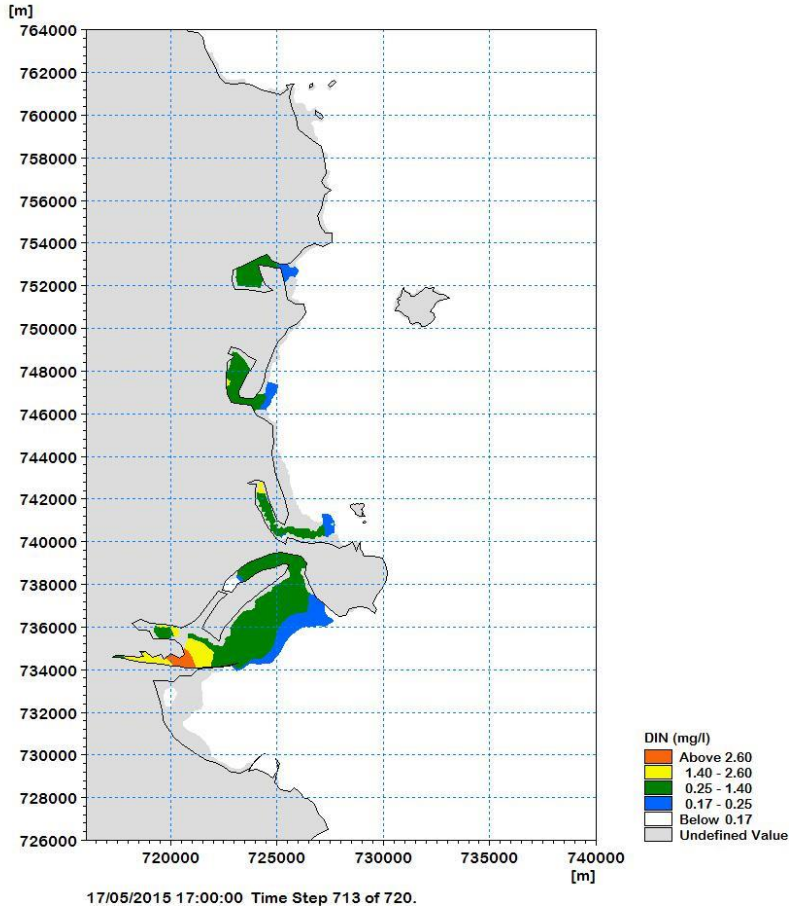 [m]
764000
762000
760000
758000
756000
754000
752000
750000
748000
746000
744000
742000
740000
738000
736000
734000
732000
730000
728000
726000
720000 725000 730000 735000 740000
[m]
17/05/2015 17:00:00 Time Step 713 of 720.
DIN (mg/l)
Above 2.60
1.40 - 2.60
0.25 - 1.40
0.17 - 0.25
Below 0.17
Undefined Value